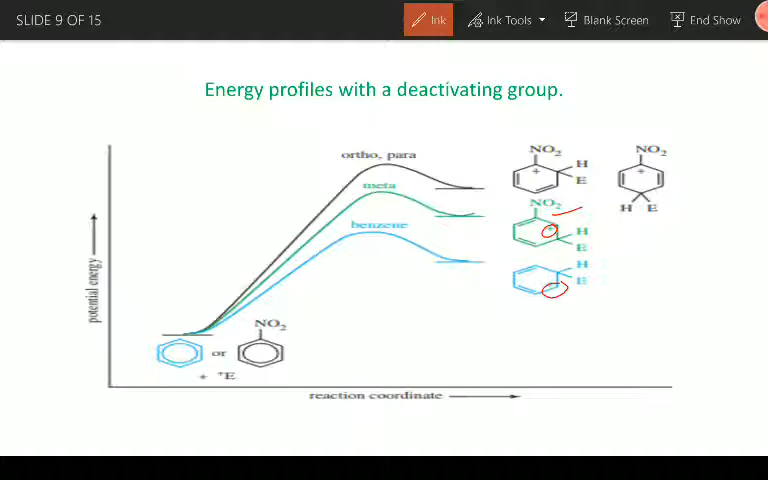 SLIDE 9 OF 15
Ink
Ink Tools
Blank Screen
End Show
Energy profiles with a deactivating group.
ortho, para
meta
benzene
NO2
+
H
E
NO2
+
H E
NO2
+
H
E
H
E
potential energy
NO2
or
+ +E
reaction coordinate